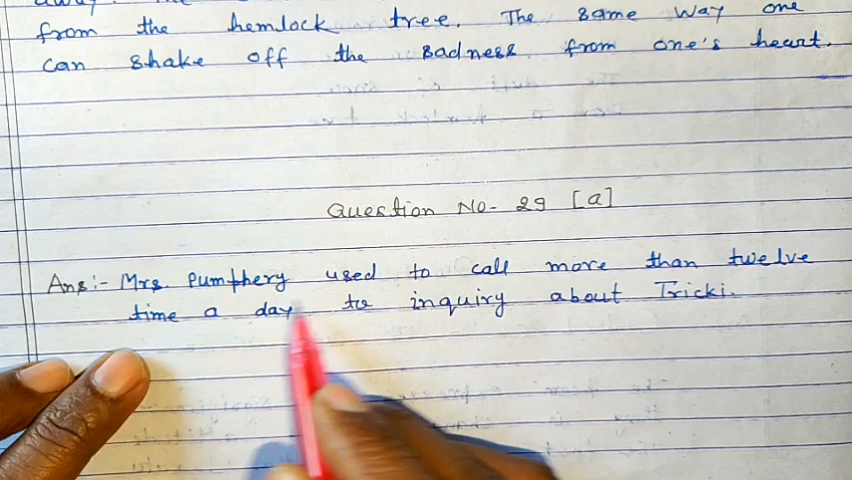 from the hemlock tree. The same way one
can shake off the sadness from one's heart.
Question No- 29 [a]
Ans:- Mrs. Pumphery used to call more than twelve
time a day to inquiry about Tricki.